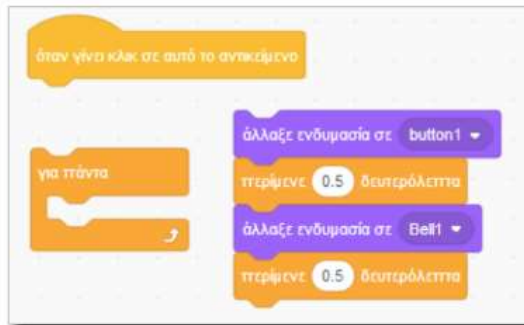 όταν γίνει κλικ σε αυτό το αντικείμενο
άλλαξε ενδυμασία σε button1
για πάντα
περίμενε 0.5 δευτερόλεπτα
άλλαξε ενδυμασία σε Bell1
περίμενε 0.5 δευτερόλεπτα